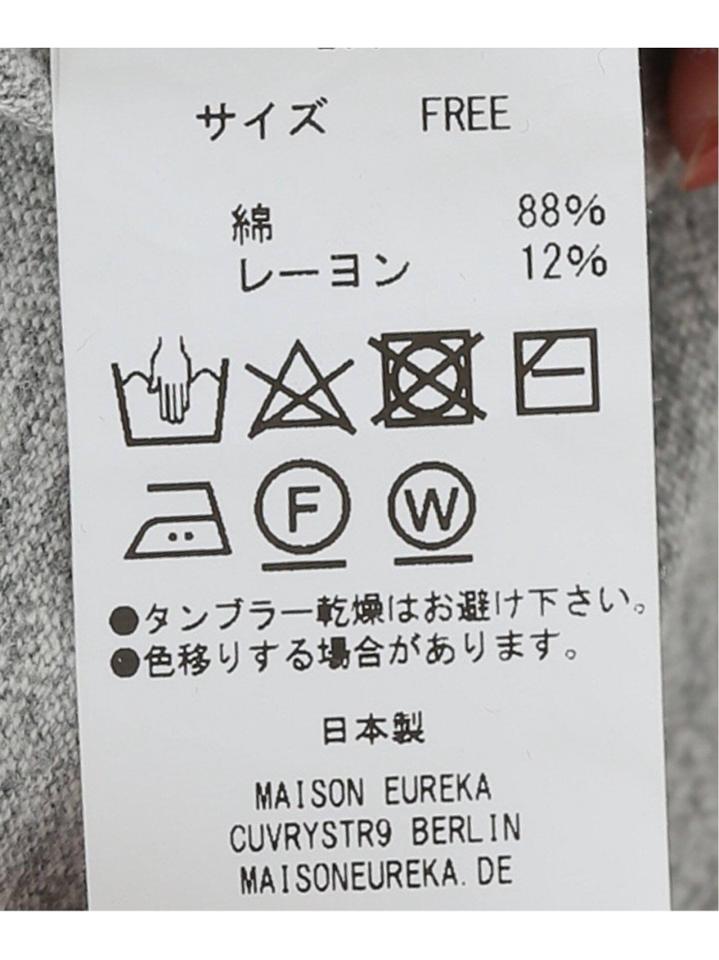 サイズ FREE
綿 88%
レーヨン 12%
F W
●タンブラー乾燥はお避け下さい。
●色移りする場合があります。
日本製
MAISON EUREKA
CUVRYSTR9 BERLIN
MAISONEUREKA.DE